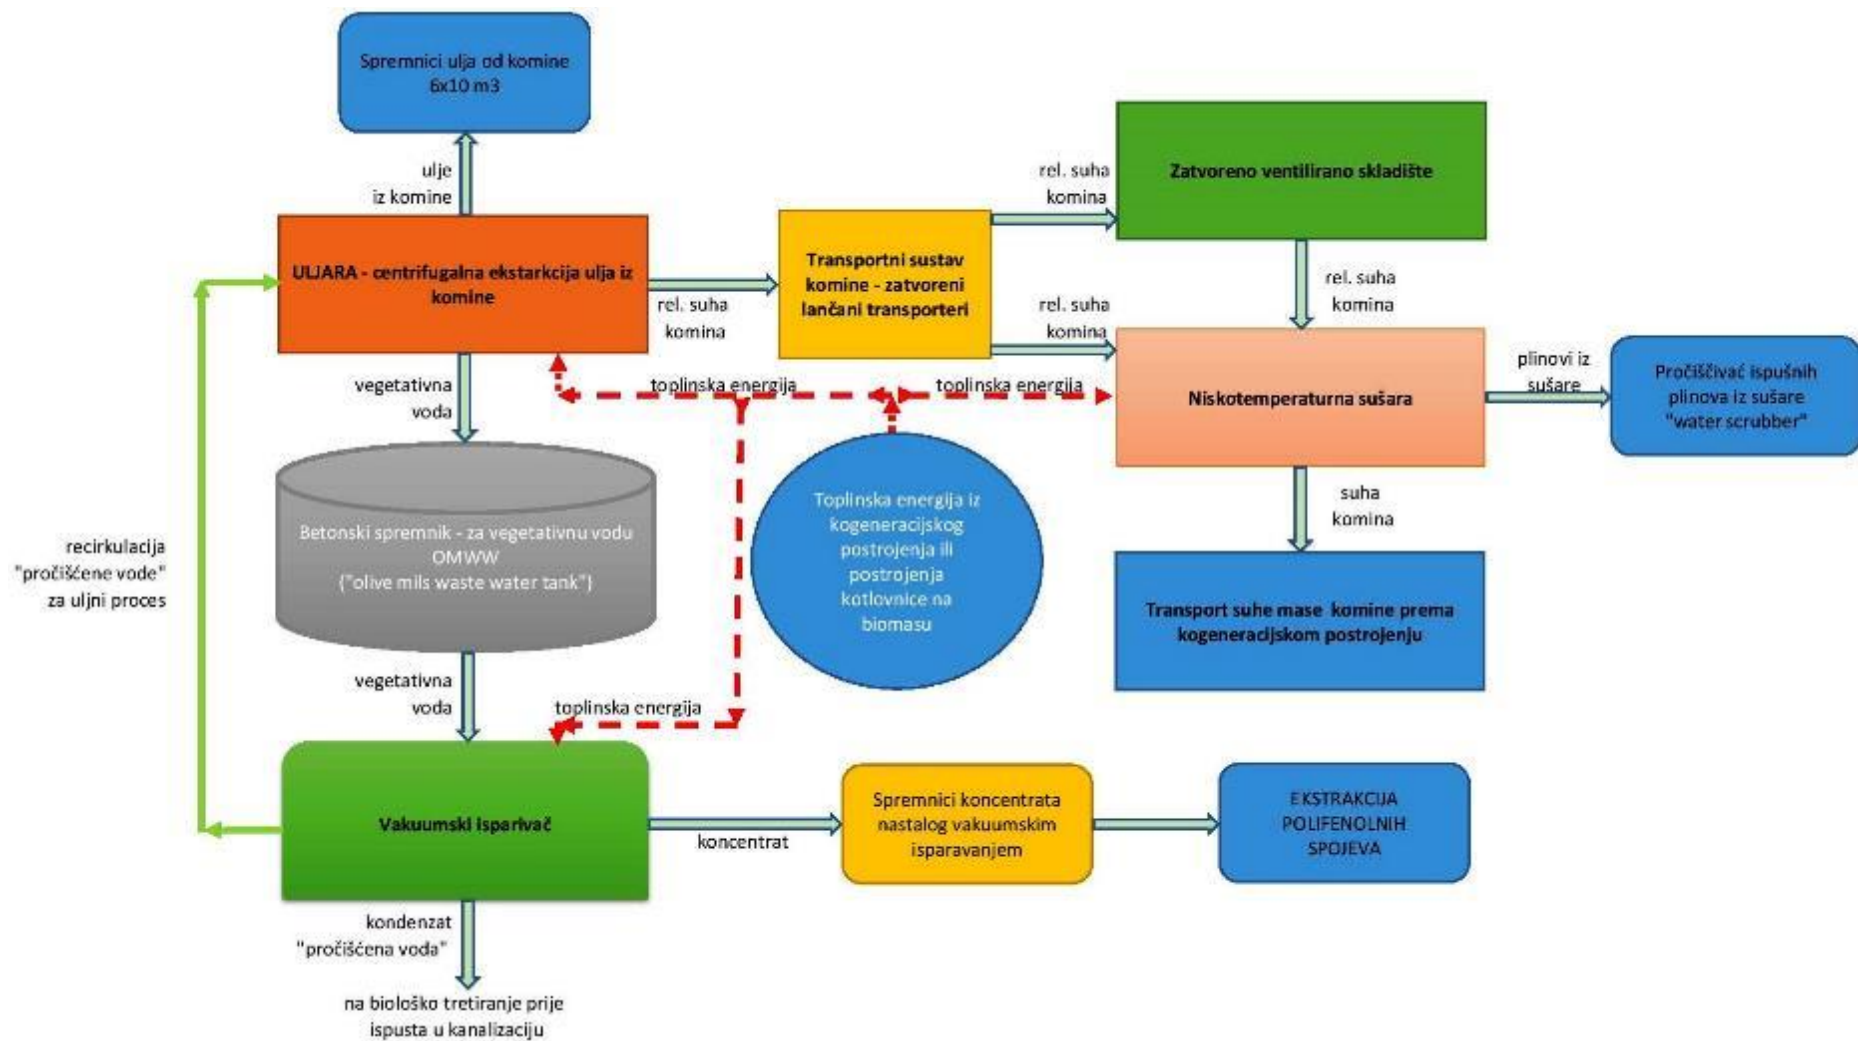 Spremnici ulja od komine
6x10 m3
ulje
iz komine
ULJARA - centrifugalna ekstarkcija ulja iz
komine
rel. suha
komina
Transportni sustav
komine - zatvoreni
lančani transporteri
rel. suha
komina
rel. suha
komina
Zatvoreno ventilirano skladište
rel. suha
komina
Niskotemperaturna sušara
plinovi iz
sušare
Pročiščivač ispušnih
plinova iz sušare
"water scrubber"
suha
komina
Transport suhe mase komine prema
kogeneracijskom postrojenju
toplinska energija
toplinska energija
Toplinska energija iz
kogeneracijskog
postrojenja ili
postrojenja
kotlovnice na
biomasu
vegetativna
voda
Betonski spremnik - za vegetativnu vodu
OMWW
("olive mils waste water tank")
recirkulacija
"pročišćene vode"
za uljni proces
vegetativna
voda
toplinska energija
Vakuumski isparivač
koncentrat
Spremnici koncentrata
nastalog vakuumskim
isparavanjem
EKSTRAKCIJA
POLIFENOLNIH
SPOJEVA
kondenzat
"pročišćena voda"
na biološko tretiranje prije
ispusta u kanalizaciju